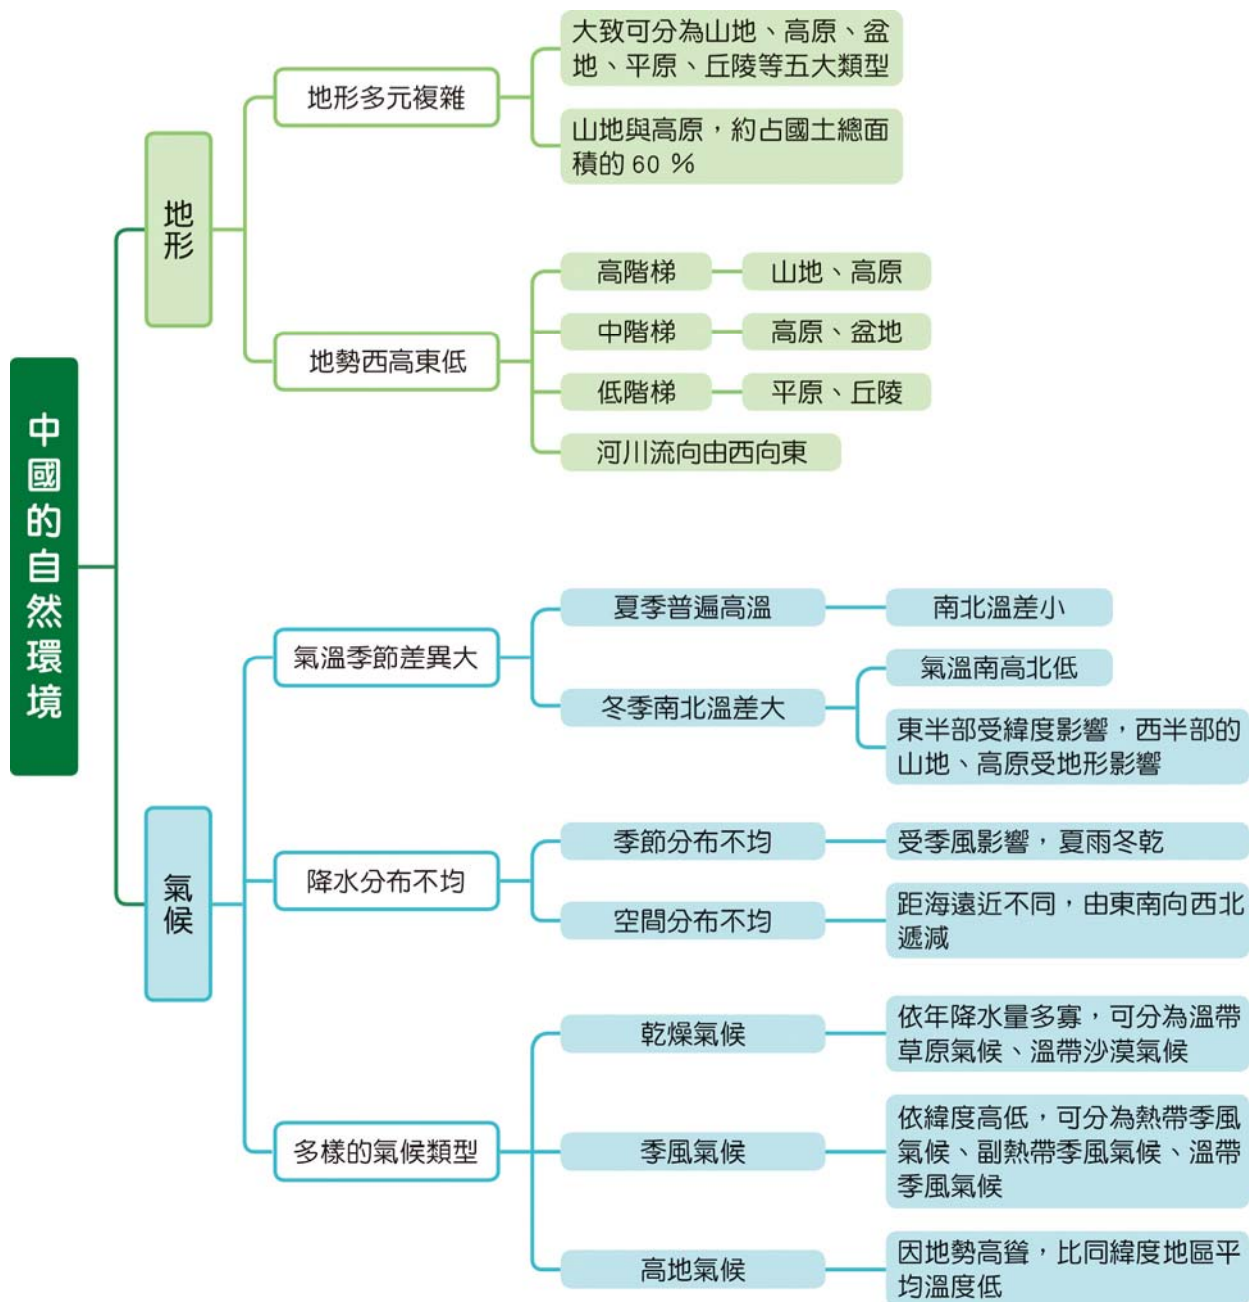 中國的自然環境
地形
地形多元複雜
大致可分為山地、高原、盆
地、平原、丘陵等五大類型
山地與高原，約占國土總面
積的 60 %
地勢西高東低
高階梯
山地、高原
中階梯
高原、盆地
低階梯
平原、丘陵
河川流向由西向東
氣候
氣溫季節差異大
夏季普遍高溫
南北溫差小
冬季南北溫差大
氣溫南高北低
東半部受緯度影響，西半部的
山地、高原受地形影響
降水分布不均
季節分布不均
受季風影響，夏雨冬乾
空間分布不均
距海遠近不同，由東南向西北
遞減
多樣的氣候類型
乾燥氣候
依年降水量多寡，可分為溫帶
草原氣候、溫帶沙漠氣候
季風氣候
依緯度高低，可分為熱帶季風
氣候、副熱帶季風氣候、溫帶
季風氣候
高地氣候
因地勢高聳，比同緯度地區平
均溫度低